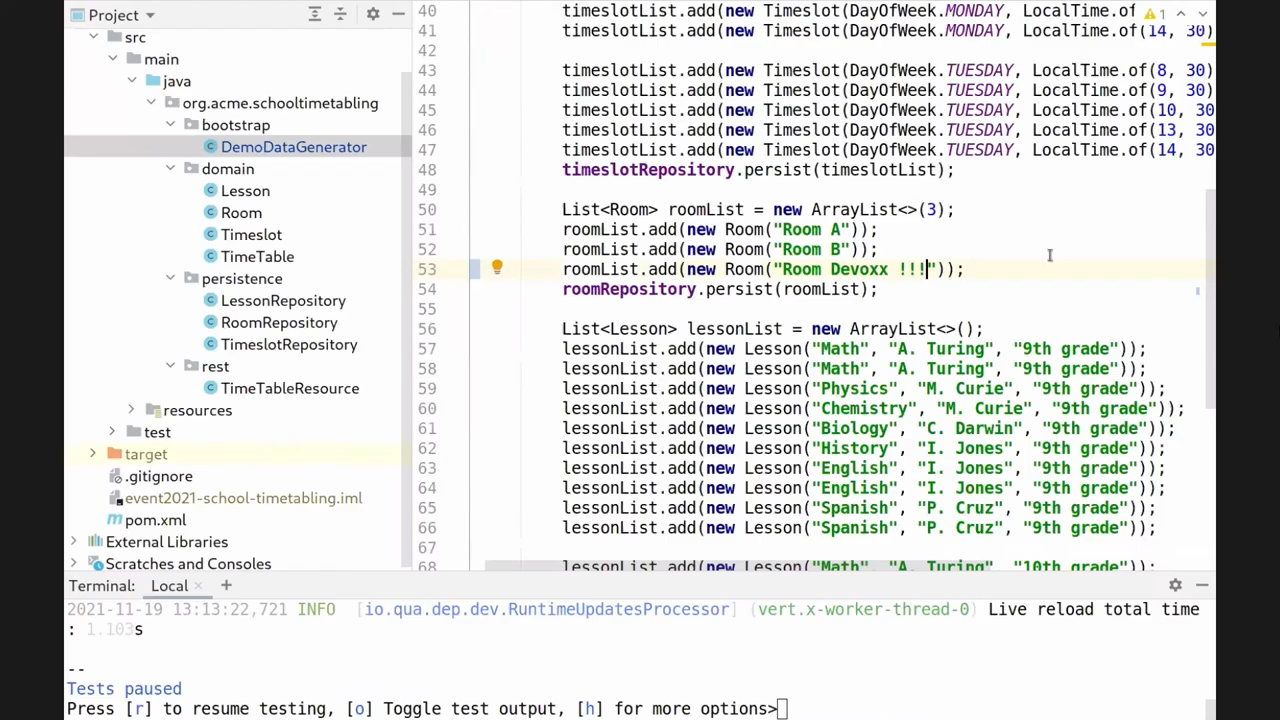 Project
src
main
java
org.acme.schooltimetabling
bootstrap
DemoDataGenerator
domain
Lesson
Room
Timeslot
TimeTable
persistence
LessonRepository
RoomRepository
TimeslotRepository
rest
TimeTableResource
resources
test
target
.gitignore
event2021-school-timetabling.iml
pom.xml
External Libraries
Scratches and Consoles
40 timeslotList.add(new Timeslot(DayOfWeek.MONDAY, LocalTime.of 1
41 timeslotList.add(new Timeslot(DayOfWeek.MONDAY, LocalTime.of(14, 30)
42
43 timeslotList.add(new Timeslot(DayOfWeek.TUESDAY, LocalTime.of(8, 30)
44 timeslotList.add(new Timeslot(DayOfWeek.TUESDAY, LocalTime.of(9, 30)
45 timeslotList.add(new Timeslot(DayOfWeek.TUESDAY, LocalTime.of(10, 30
46 timeslotList.add(new Timeslot(DayOfWeek.TUESDAY, LocalTime.of(13, 30
47 timeslotList.add(new Timeslot(DayOfWeek.TUESDAY, LocalTime.of(14, 30
48 timeslotRepository.persist(timeslotList);
49
50 List<Room> roomList = new ArrayList<>(3);
51 roomList.add(new Room("Room A"));
52 roomList.add(new Room("Room B"));
53 roomList.add(new Room("Room Devoxx !!!"));
54 roomRepository.persist(roomList);
55
56 List<Lesson> lessonList = new ArrayList<>();
57 lessonList.add(new Lesson("Math", "A. Turing", "9th grade"));
58 lessonList.add(new Lesson("Math", "A. Turing", "9th grade"));
59 lessonList.add(new Lesson("Physics", "M. Curie", "9th grade"));
60 lessonList.add(new Lesson("Chemistry", "M. Curie", "9th grade"));
61 lessonList.add(new Lesson("Biology", "C. Darwin", "9th grade"));
62 lessonList.add(new Lesson("History", "I. Jones", "9th grade"));
63 lessonList.add(new Lesson("English", "I. Jones", "9th grade"));
64 lessonList.add(new Lesson("English", "I. Jones", "9th grade"));
65 lessonList.add(new Lesson("Spanish", "P. Cruz", "9th grade"));
66 lessonList.add(new Lesson("Spanish", "P. Cruz", "9th grade"));
67
68 lessonList.add(new Lesson("Math", "A. Turing", "10th grade"));
Terminal: Local
2021-11-19 13:13:22,721 INFO [io.qua.dep.dev.RuntimeUpdatesProcessor] (vert.x-worker-thread-0) Live reload total time
: 1.103s
--
Tests paused
Press [r] to resume testing, [o] Toggle test output, [h] for more options>